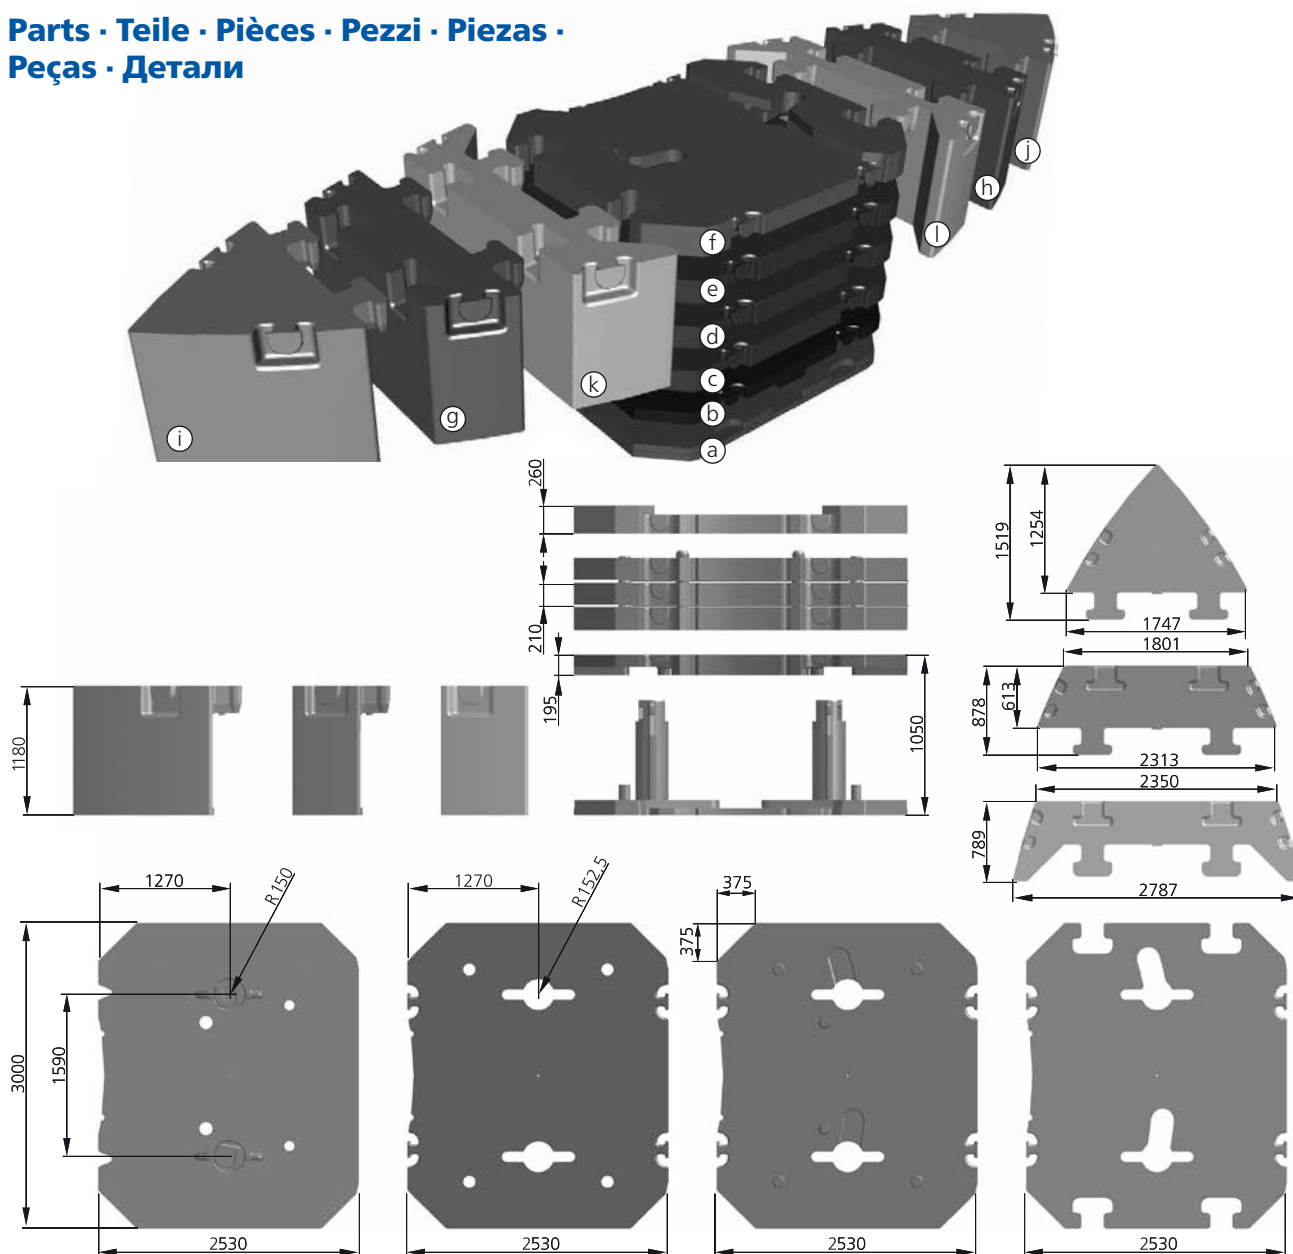 Parts · Teile · Pièces · Pezzi · Piezas ·
Peças · Детали
j
h
l
f
e
d
c
k
b
g
i
a
260
210
195
1050
1180
1519
1254
1747
1801
878
613
2313
2350
789
2787
1270
R150
1270
R152,5
375
375
3000
1590
2530
2530
2530
2530